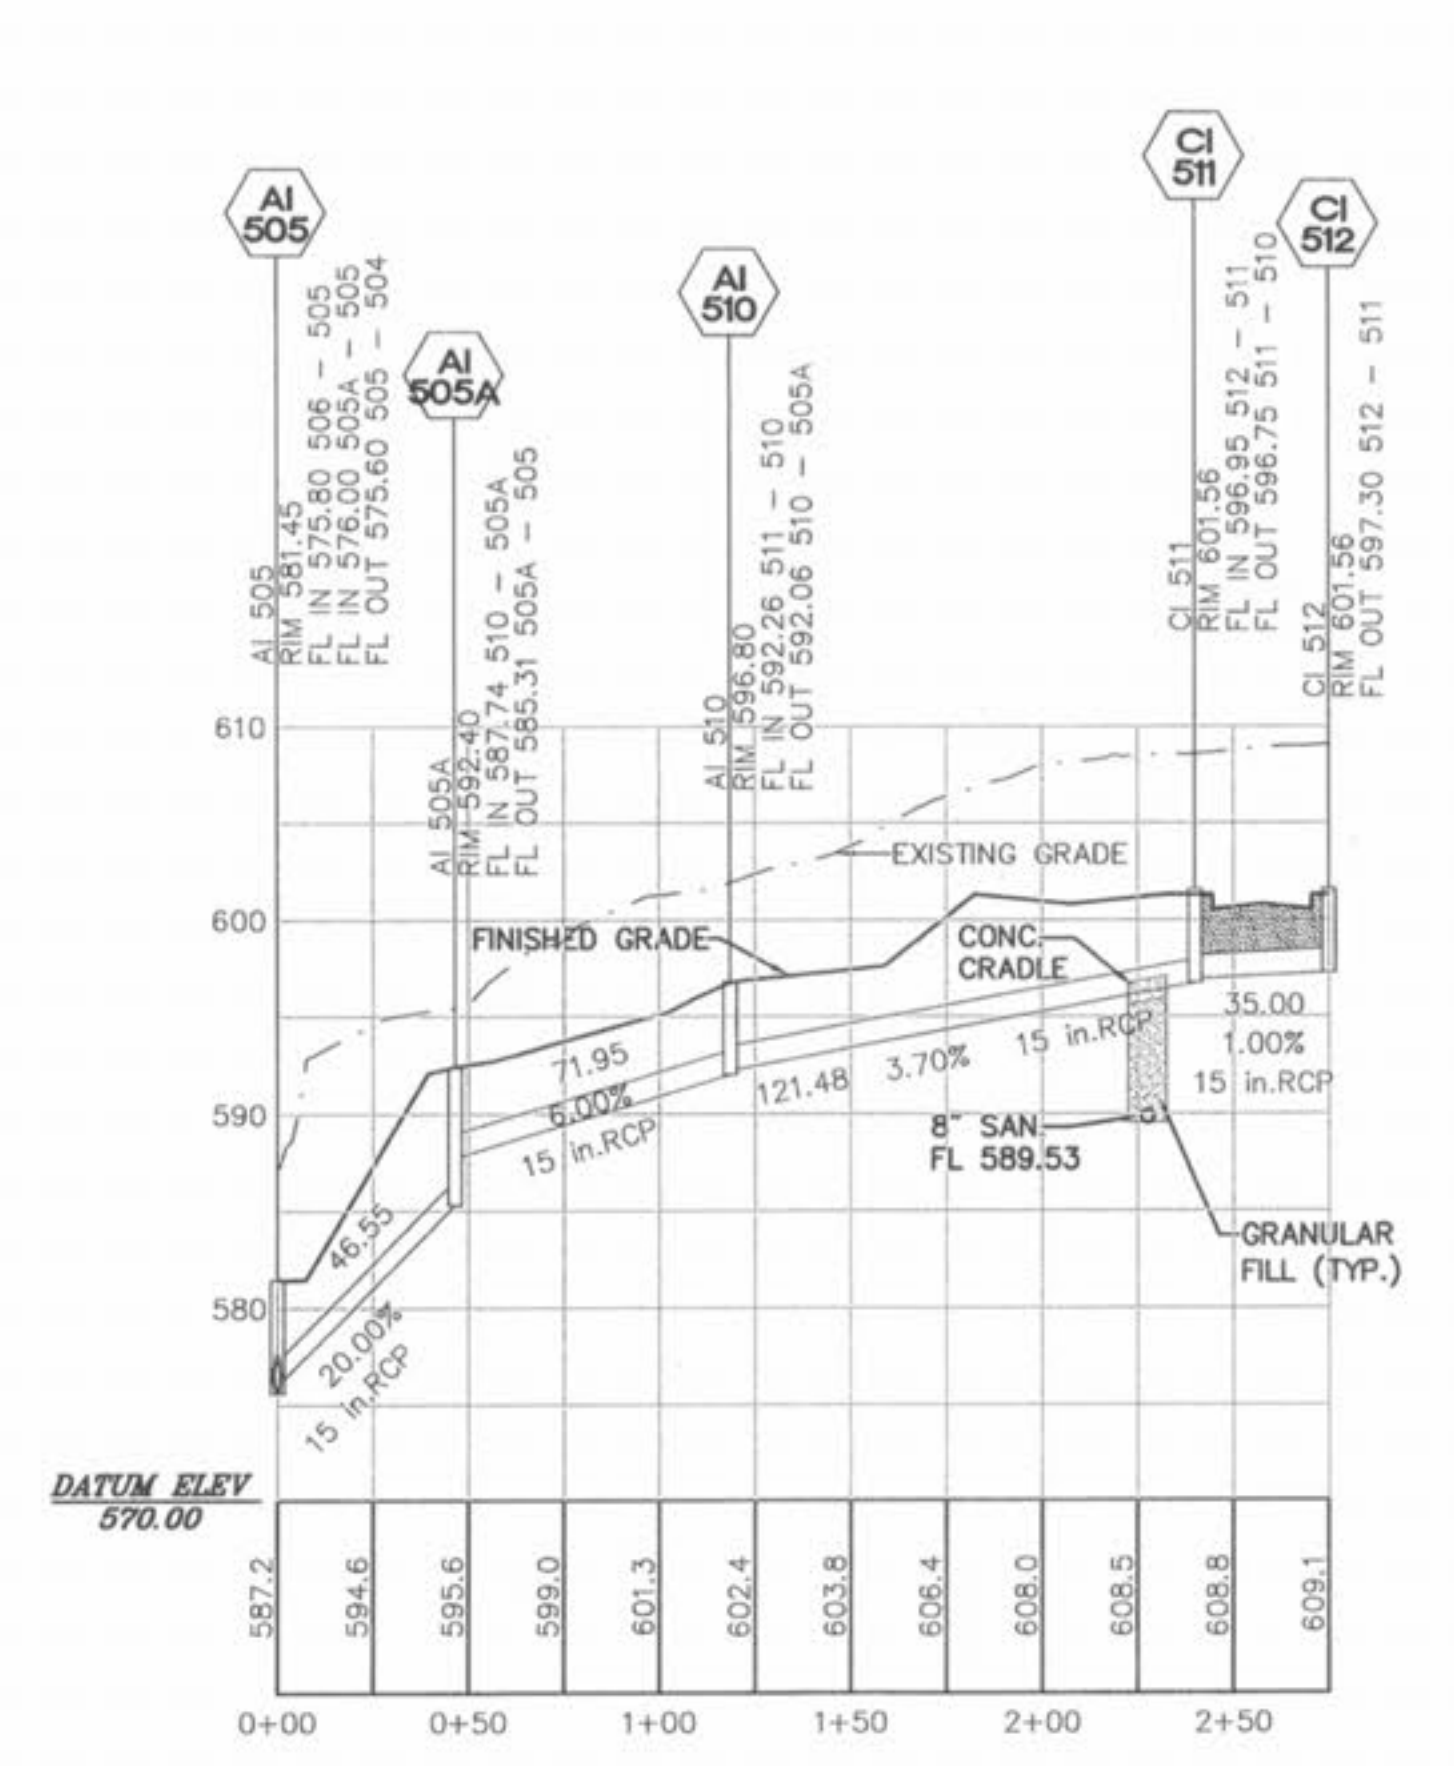 CI
511
AI
505
CI
512
AI
510
AI
505A
AI 505
RIM 581.45
FL IN 575.80 506 – 505
FL IN 576.00 505A – 505
FL OUT 575.60 505 – 504
AI 505A
RIM 592.40
FL IN 587.74 510 – 505A
FL OUT 585.31 505A – 505
AI 510
RIM 596.80
FL IN 592.26 511 – 510
FL OUT 592.06 510 – 505A
CI 511
RIM 601.56
FL IN 596.95 512 – 511
FL OUT 596.75 511 – 510
CI 512
RIM 601.56
FL OUT 597.30 512 – 511
610
600
590
580
EXISTING GRADE
FINISHED GRADE
CONC.
CRADLE
46.55
20.00%
15 in.RCP
71.95
6.00%
15 in.RCP
121.48
3.70%
15 in.RCP
35.00
1.00%
15 in.RCP
8" SAN.
FL 589.53
GRANULAR
FILL (TYP.)
DATUM ELEV
570.00
587.2
594.6
595.6
599.0
601.3
602.4
603.8
606.4
608.0
608.5
608.8
609.1
0+00
0+50
1+00
1+50
2+00
2+50